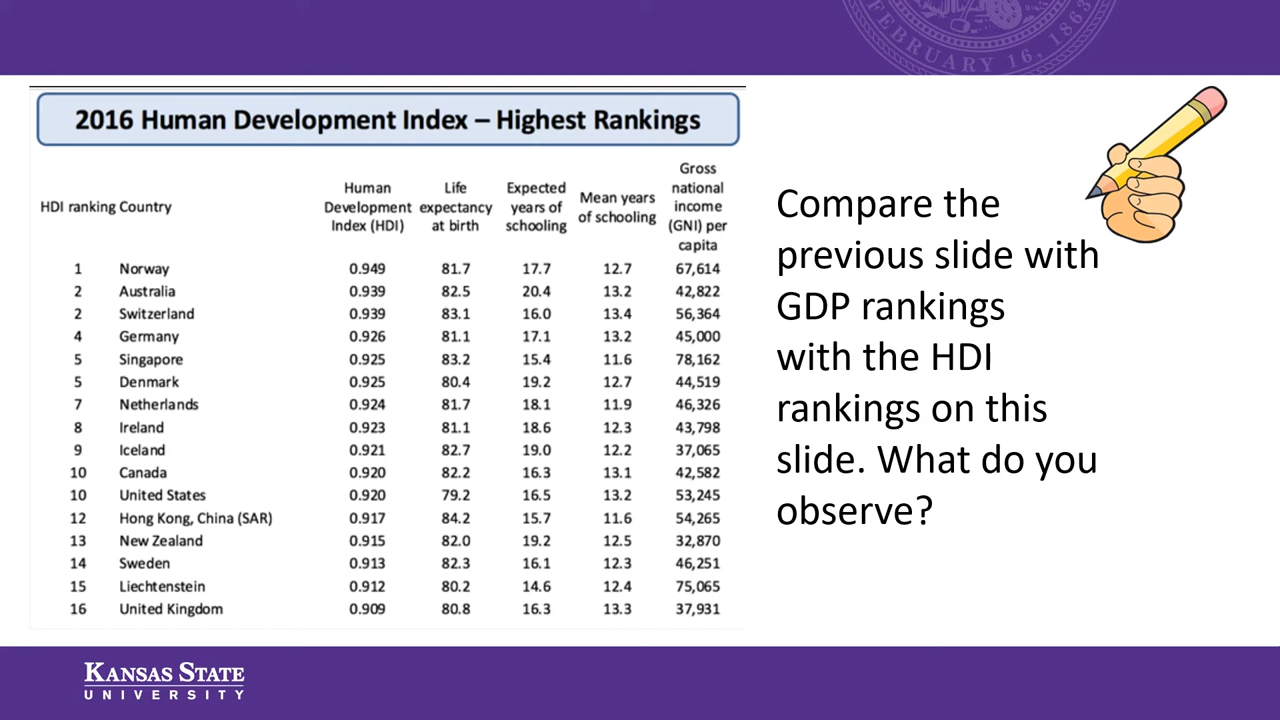 FEBRUARY 16, 1863
2016 Human Development Index – Highest Rankings
HDI ranking Country Human Development Index (HDI) Life expectancy at birth Expected years of schooling Mean years of schooling Gross national income (GNI) per capita
1 Norway 0.949 81.7 17.7 12.7 67,614
2 Australia 0.939 82.5 20.4 13.2 42,822
2 Switzerland 0.939 83.1 16.0 13.4 56,364
4 Germany 0.926 81.1 17.1 13.2 45,000
5 Singapore 0.925 83.2 15.4 11.6 78,162
5 Denmark 0.925 80.4 19.2 12.7 44,519
7 Netherlands 0.924 81.7 18.1 11.9 46,326
8 Ireland 0.923 81.1 18.6 12.3 43,798
9 Iceland 0.921 82.7 19.0 12.2 37,065
10 Canada 0.920 82.2 16.3 13.1 42,582
10 United States 0.920 79.2 16.5 13.2 53,245
12 Hong Kong, China (SAR) 0.917 84.2 15.7 11.6 54,265
13 New Zealand 0.915 82.0 19.2 12.5 32,870
14 Sweden 0.913 82.3 16.1 12.3 46,251
15 Liechtenstein 0.912 80.2 14.6 12.4 75,065
16 United Kingdom 0.909 80.8 16.3 13.3 37,931
Compare the
previous slide with
GDP rankings
with the HDI
rankings on this
slide. What do you
observe?
KANSAS STATE
UNIVERSITY